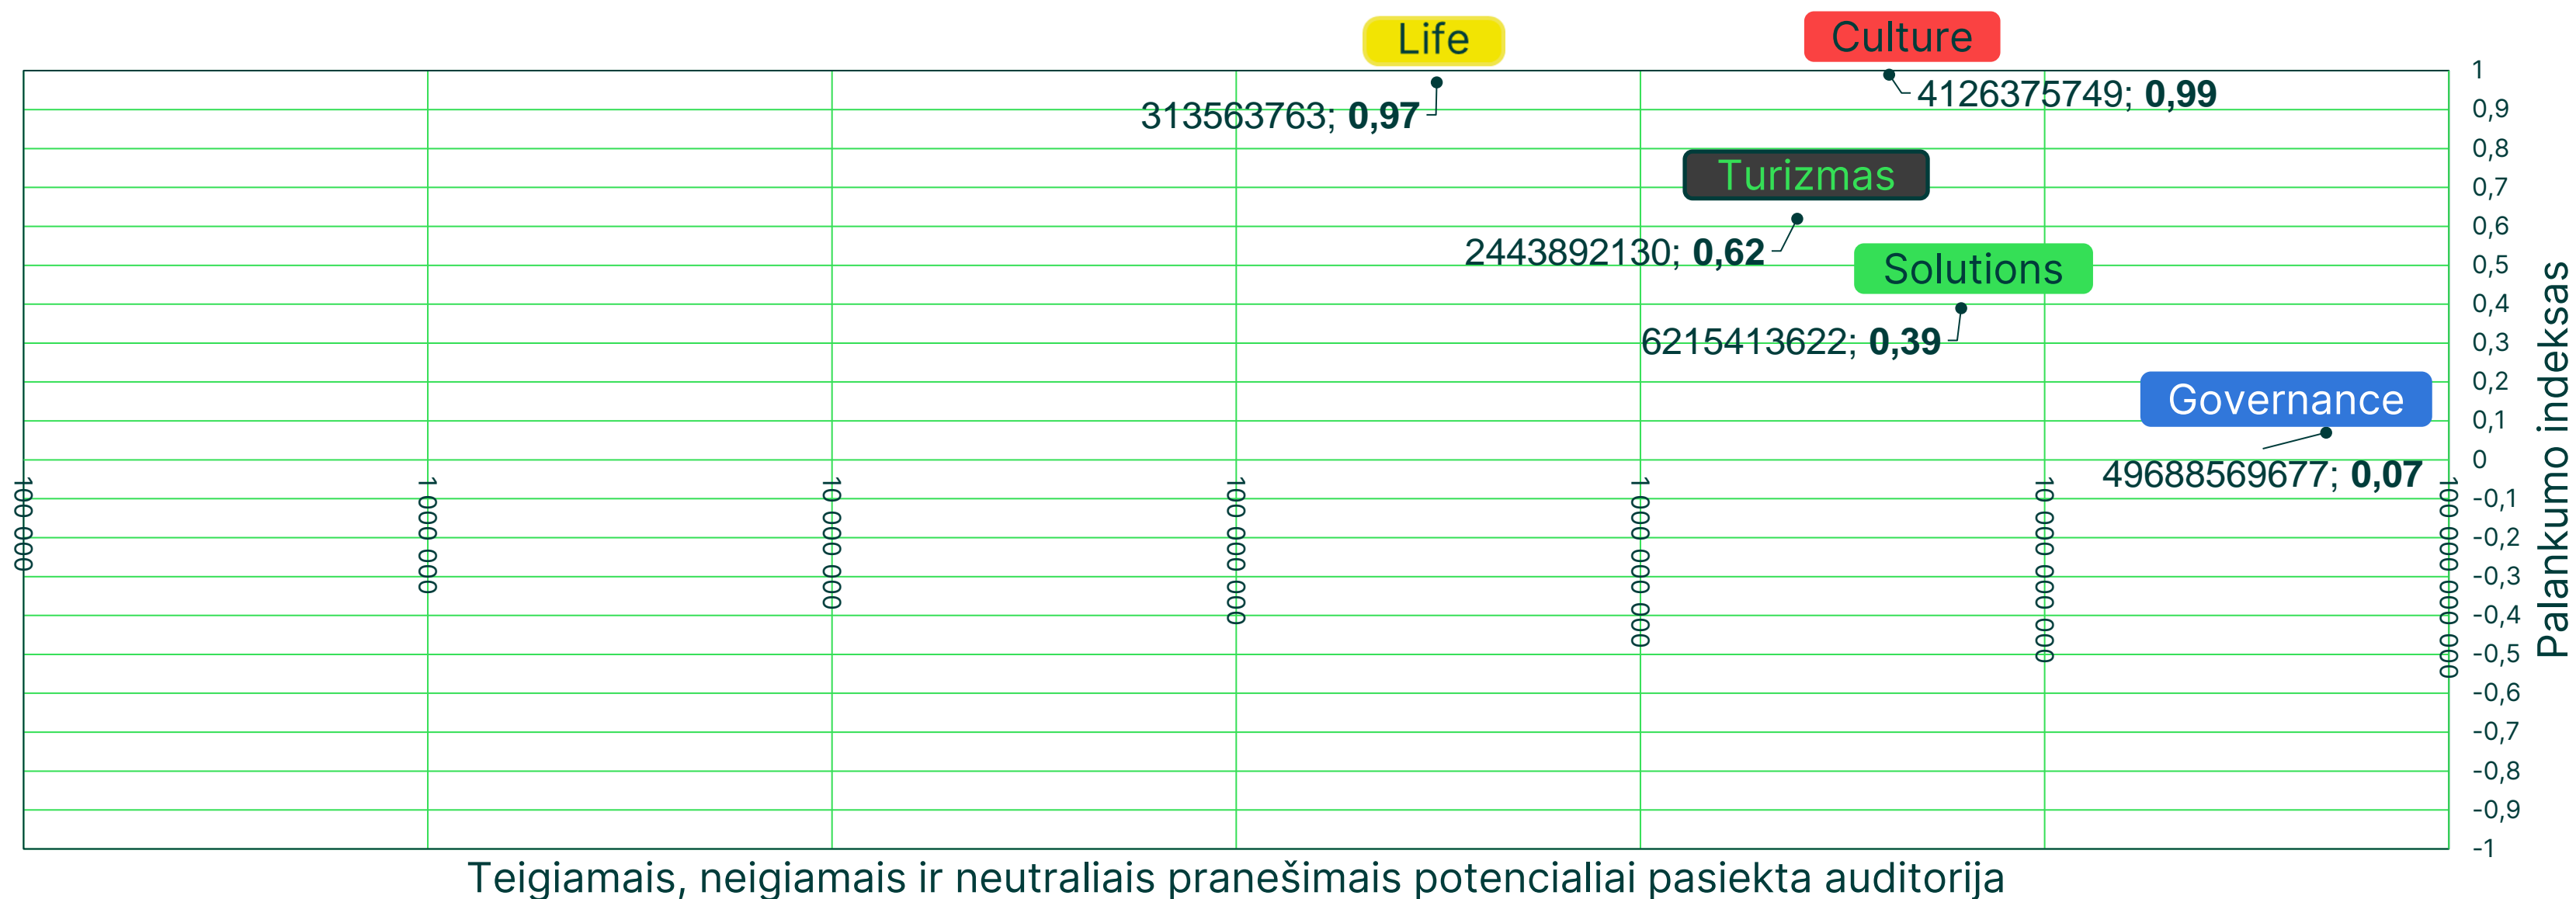 Life
Culture
1
4126375749; 0,99
313563763; 0,97
0,9
0,8
Turizmas
0,7
0,6
2443892130; 0,62
0,5
Solutions
0,4
6215413622; 0,39
0,3
0,2
Governance
0,1
0
49688569677; 0,07
100 000
1 000 000
10 000 000
100 000 000
1 000 000 000
10 000 000 000
100 000 000 000
-0,1
-0,2
-0,3
-0,4
-0,5
-0,6
-0,7
-0,8
-0,9
-1
Palankumo indeksas
Teigiamais, neigiamais ir neutraliais pranešimais potencialiai pasiekta auditorija